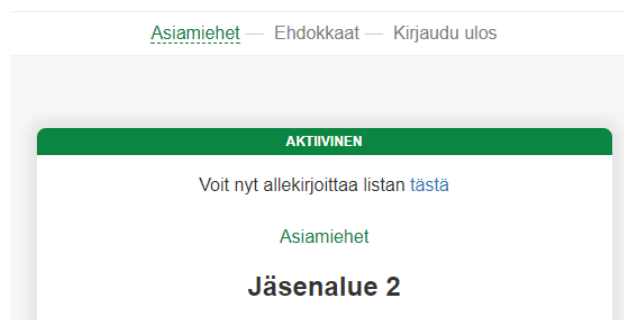 Asiamiehet — Ehdokkaat — Kirjaudu ulos
AKTIIVINEN
Voit nyt allekirjoittaa listan tästä
Asiamiehet
Jäsenalue 2